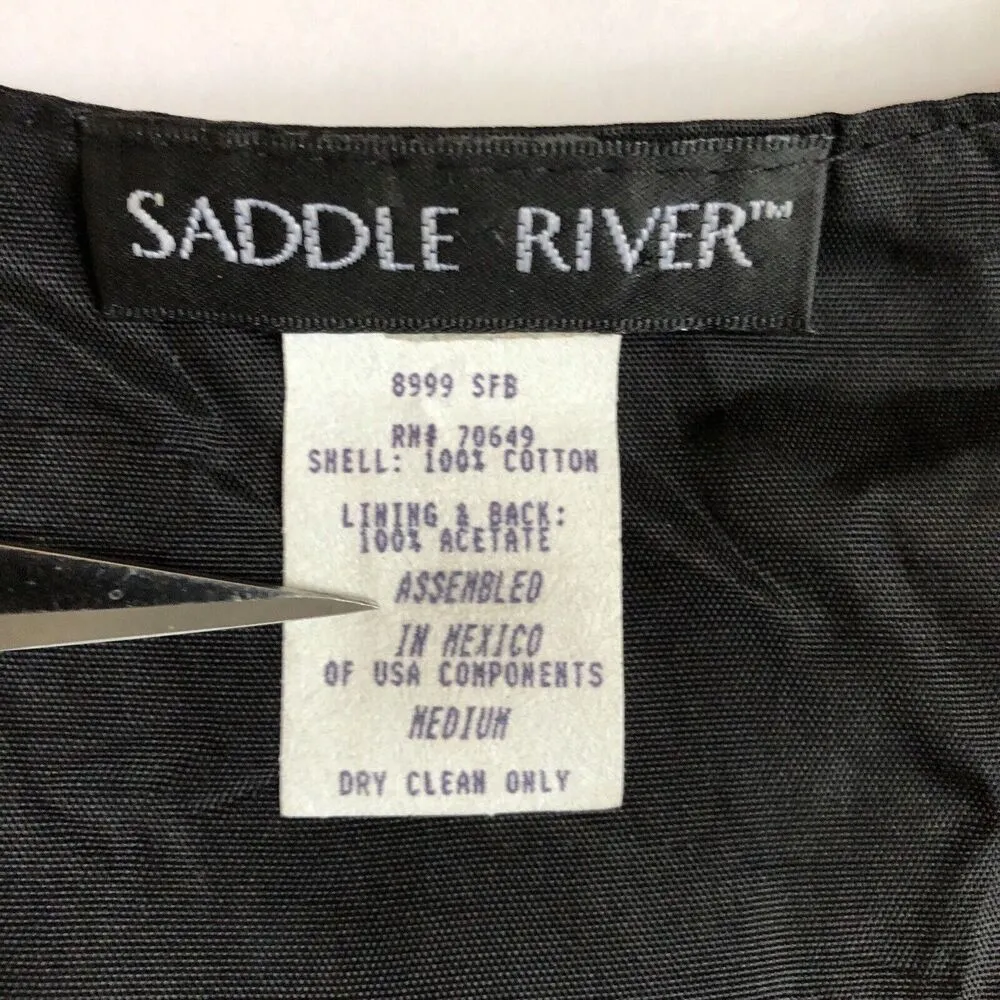 SADDLE RIVER™
8999 SFB
RN# 70649
SHELL: 100% COTTON
LINING & BACK:
100% ACETATE
ASSEMBLED
IN MEXICO
OF USA COMPONENTS
MEDIUM
DRY CLEAN ONLY